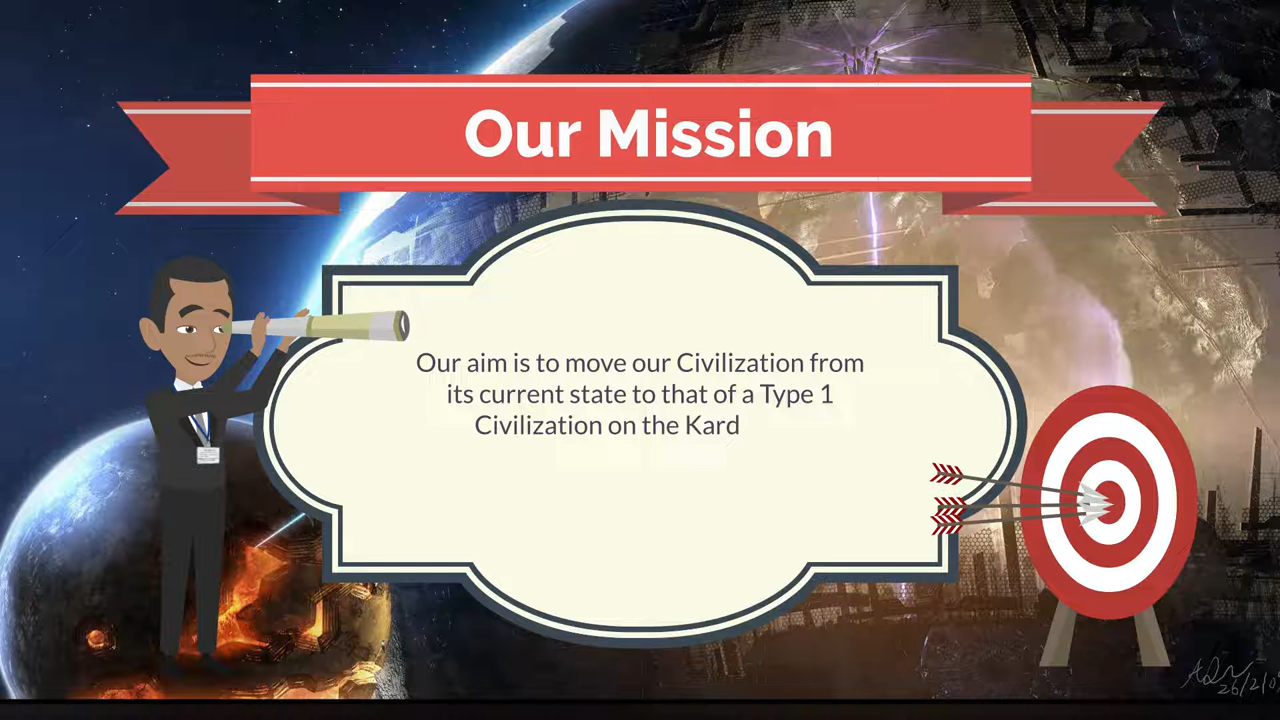 Our Mission
Our aim is to move our Civilization from
its current state to that of a Type 1
Civilization on the Kard